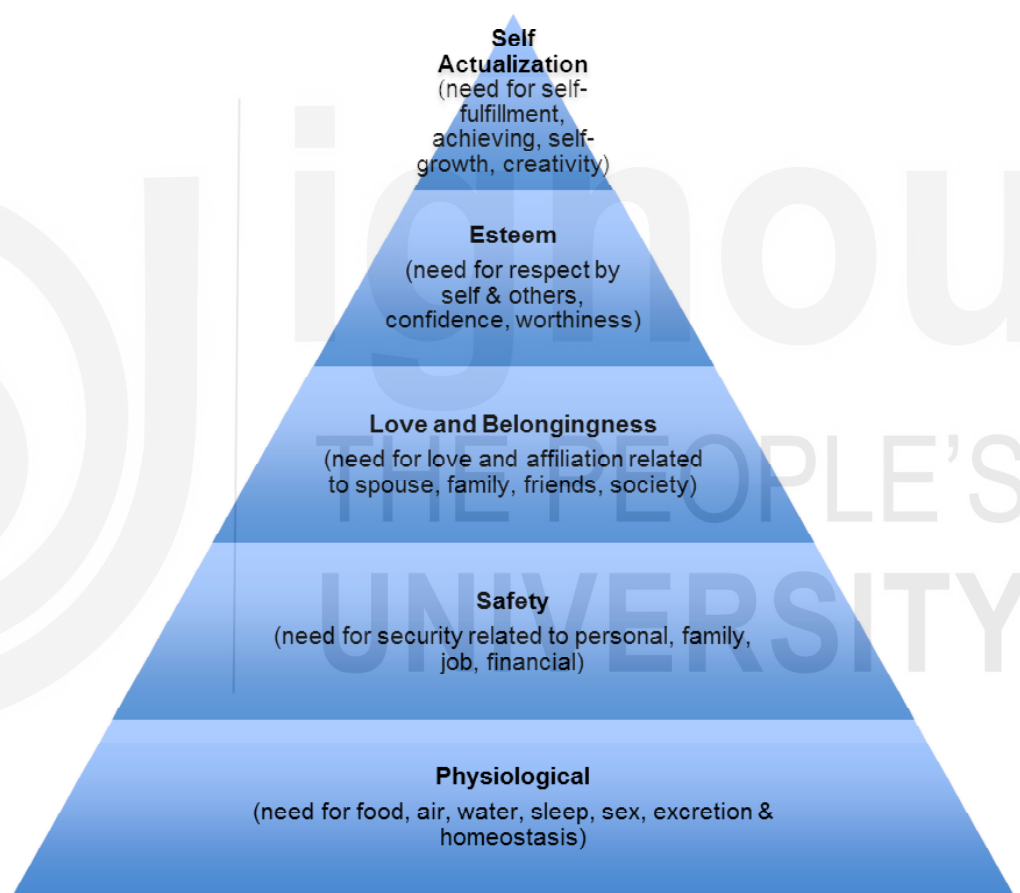 Self
Actualization
(need for self-
fulfillment,
achieving, self-
growth, creativity)
Esteem
(need for respect by
self & others,
confidence, worthiness)
Love and Belongingness
(need for love and affiliation related
to spouse, family, friends, society)
Safety
(need for security related to personal, family,
job, financial)
Physiological
(need for food, air, water, sleep, sex, excretion &
homeostasis)
ignou
THE PEOPLE'S
UNIVERSITY